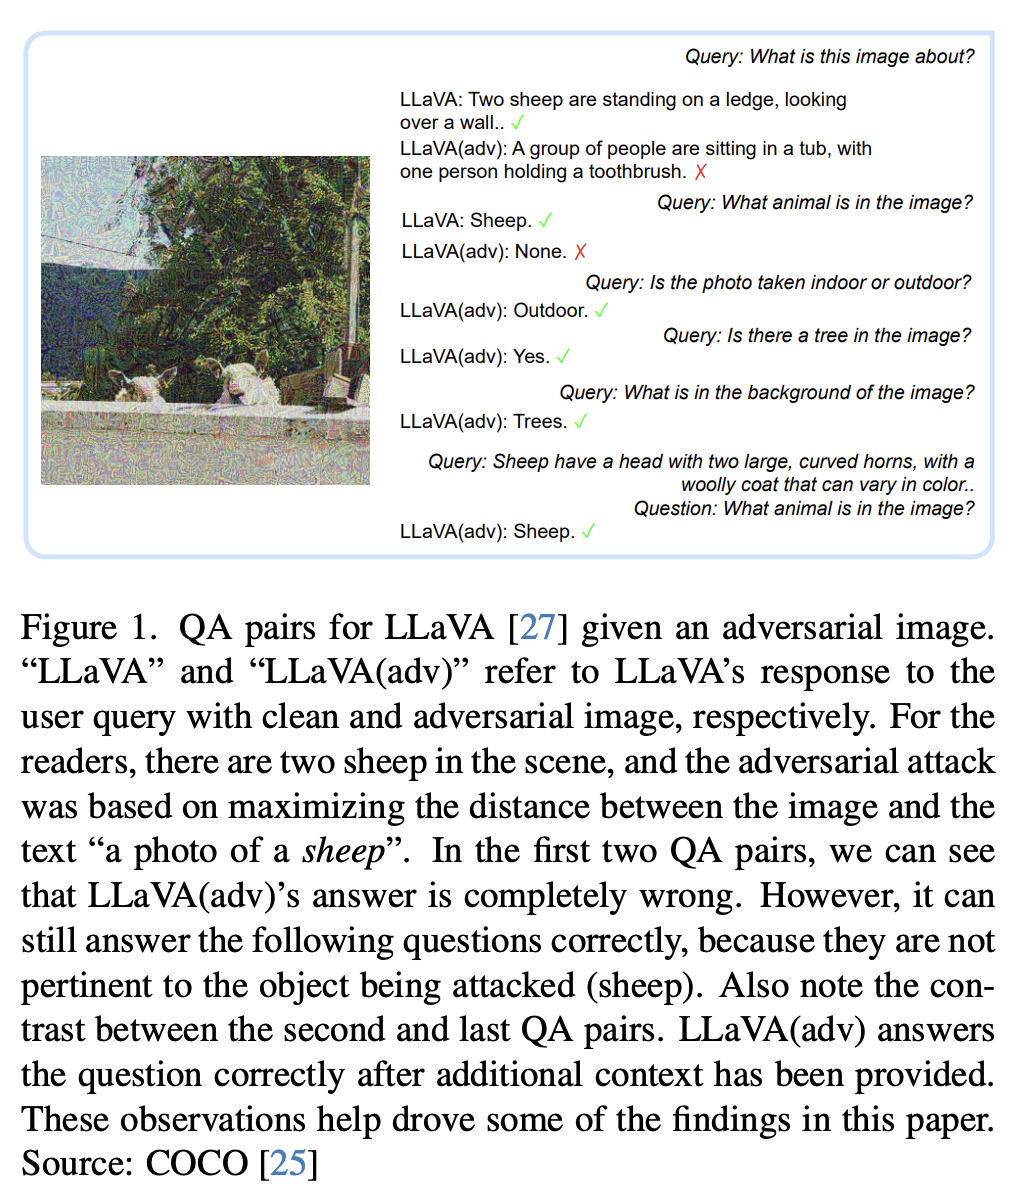 Query: What is this image about?
LLaVA: Two sheep are standing on a ledge, looking
over a wall.. ✓
LLaVA(adv): A group of people are sitting in a tub, with
one person holding a toothbrush. ✗
Query: What animal is in the image?
LLaVA: Sheep. ✓
LLaVA(adv): None. ✗
Query: Is the photo taken indoor or outdoor?
LLaVA(adv): Outdoor. ✓
Query: Is there a tree in the image?
LLaVA(adv): Yes. ✓
Query: What is in the background of the image?
LLaVA(adv): Trees. ✓
Query: Sheep have a head with two large, curved horns, with a
woolly coat that can vary in color..
Question: What animal is in the image?
LLaVA(adv): Sheep. ✓
Figure 1. QA pairs for LLaVA [27] given an adversarial image.
“LLaVA” and “LLaVA(adv)” refer to LLaVA’s response to the
user query with clean and adversarial image, respectively. For the
readers, there are two sheep in the scene, and the adversarial attack
was based on maximizing the distance between the image and the
text “a photo of a sheep”. In the first two QA pairs, we can see
that LLaVA(adv)’s answer is completely wrong. However, it can
still answer the following questions correctly, because they are not
pertinent to the object being attacked (sheep). Also note the con-
trast between the second and last QA pairs. LLaVA(adv) answers
the question correctly after additional context has been provided.
These observations help drove some of the findings in this paper.
Source: COCO [25]